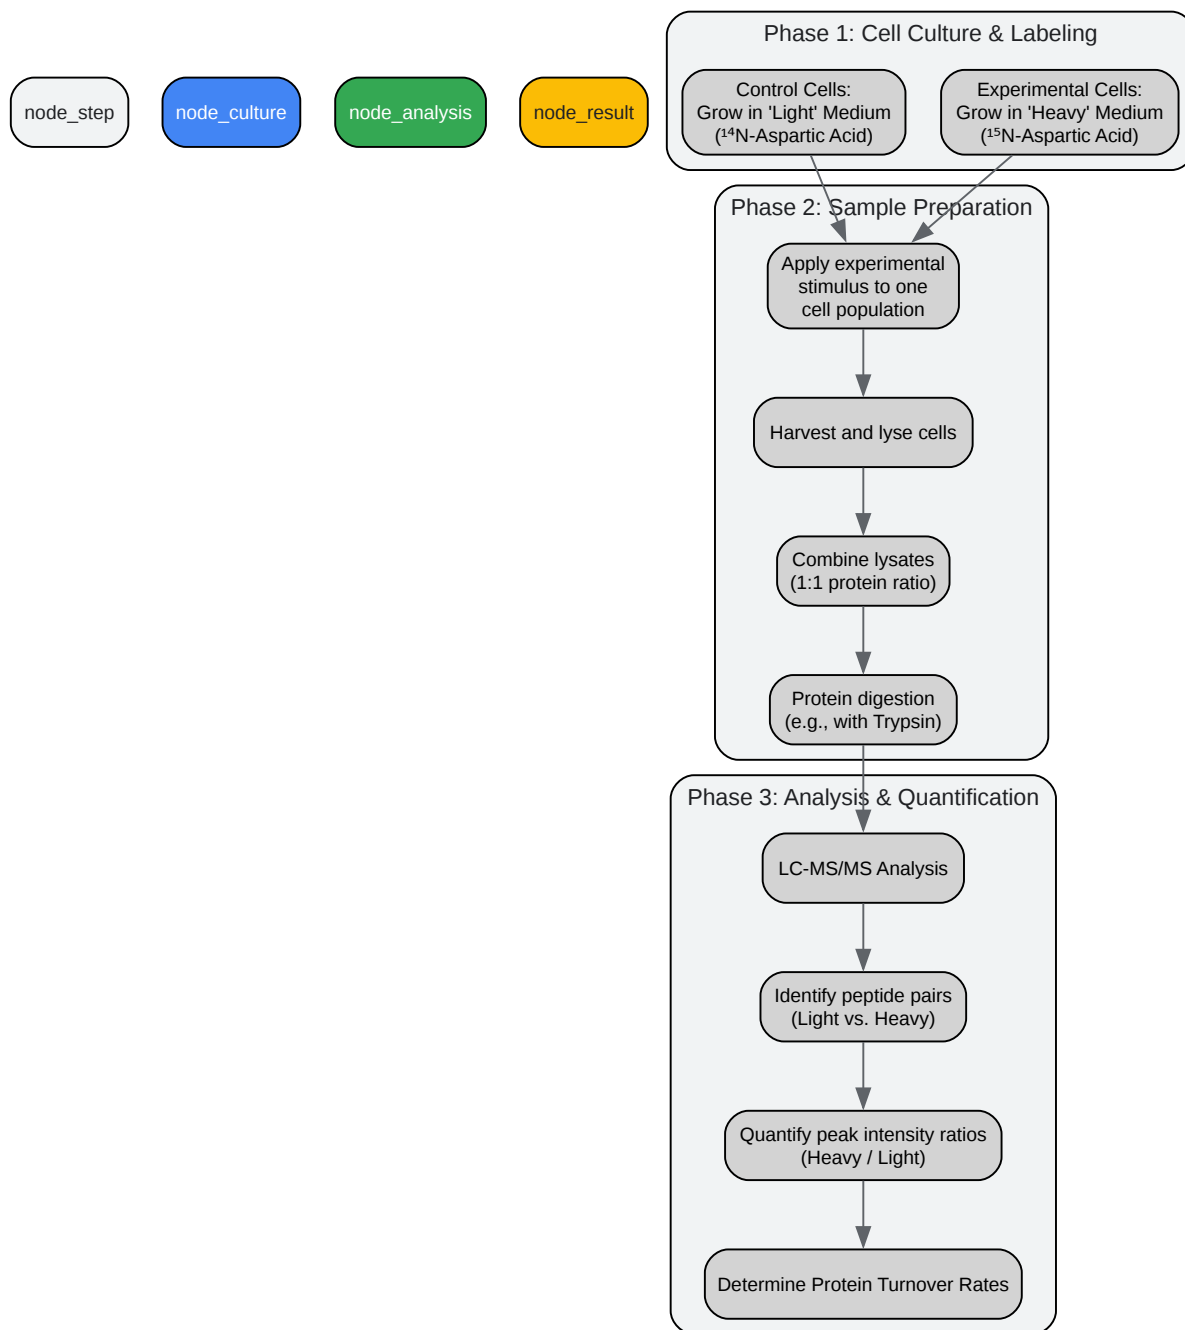 node_step
node_culture
node_analysis
node_result
Phase 1: Cell Culture & Labeling
Control Cells:
Grow in 'Light' Medium
(¹⁴N-Aspartic Acid)
Experimental Cells:
Grow in 'Heavy' Medium
(¹⁵N-Aspartic Acid)
Phase 2: Sample Preparation
Apply experimental
stimulus to one
cell population
Harvest and lyse cells
Combine lysates
(1:1 protein ratio)
Protein digestion
(e.g., with Trypsin)
Phase 3: Analysis & Quantification
LC-MS/MS Analysis
Identify peptide pairs
(Light vs. Heavy)
Quantify peak intensity ratios
(Heavy / Light)
Determine Protein Turnover Rates